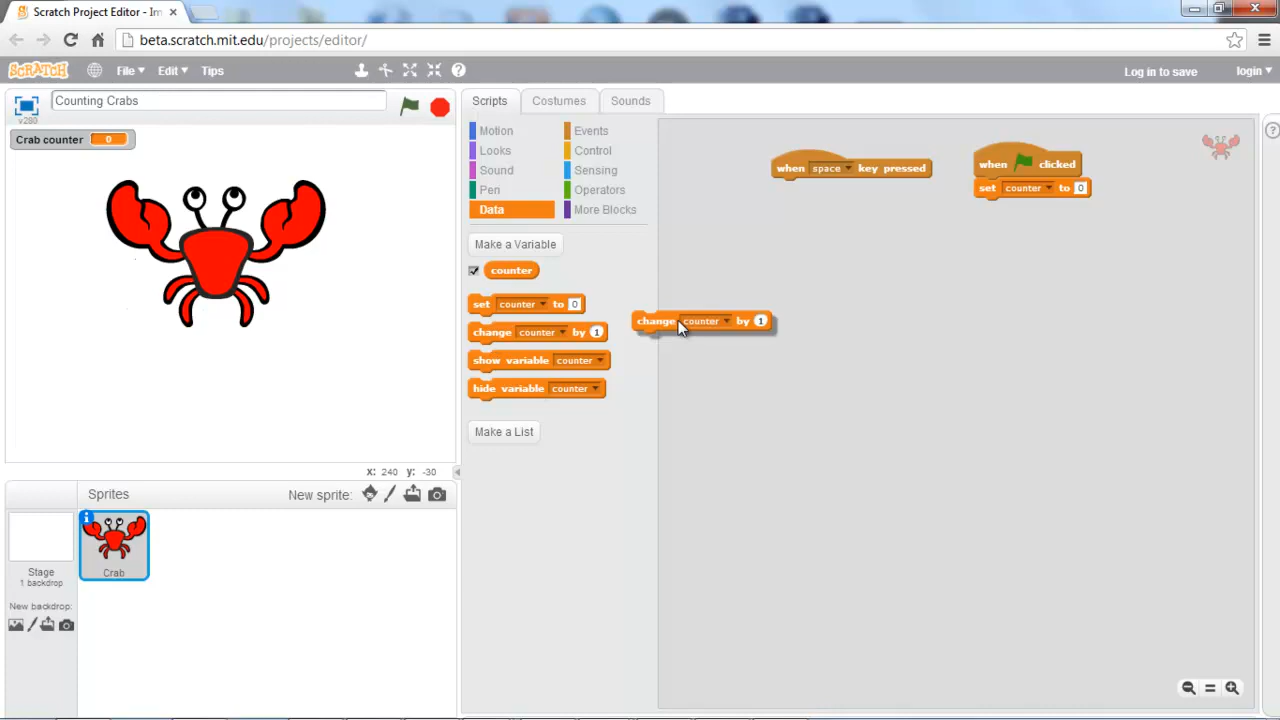 Scratch Project Editor - Im
beta.scratch.mit.edu/projects/editor/
SCRATCH File Edit Tips Log in to save login
Counting Crabs
v280
Crab counter 0
Scripts Costumes Sounds
Motion Events
Looks Control
Sound Sensing
Pen Operators
Data More Blocks
Make a Variable
counter
set counter to 0
change counter by 1
show variable counter
hide variable counter
Make a List
when space key pressed
when clicked
set counter to 0
change counter by 1
x: 240 y: -30
Sprites New sprite:
Stage
1 backdrop
New backdrop:
Crab